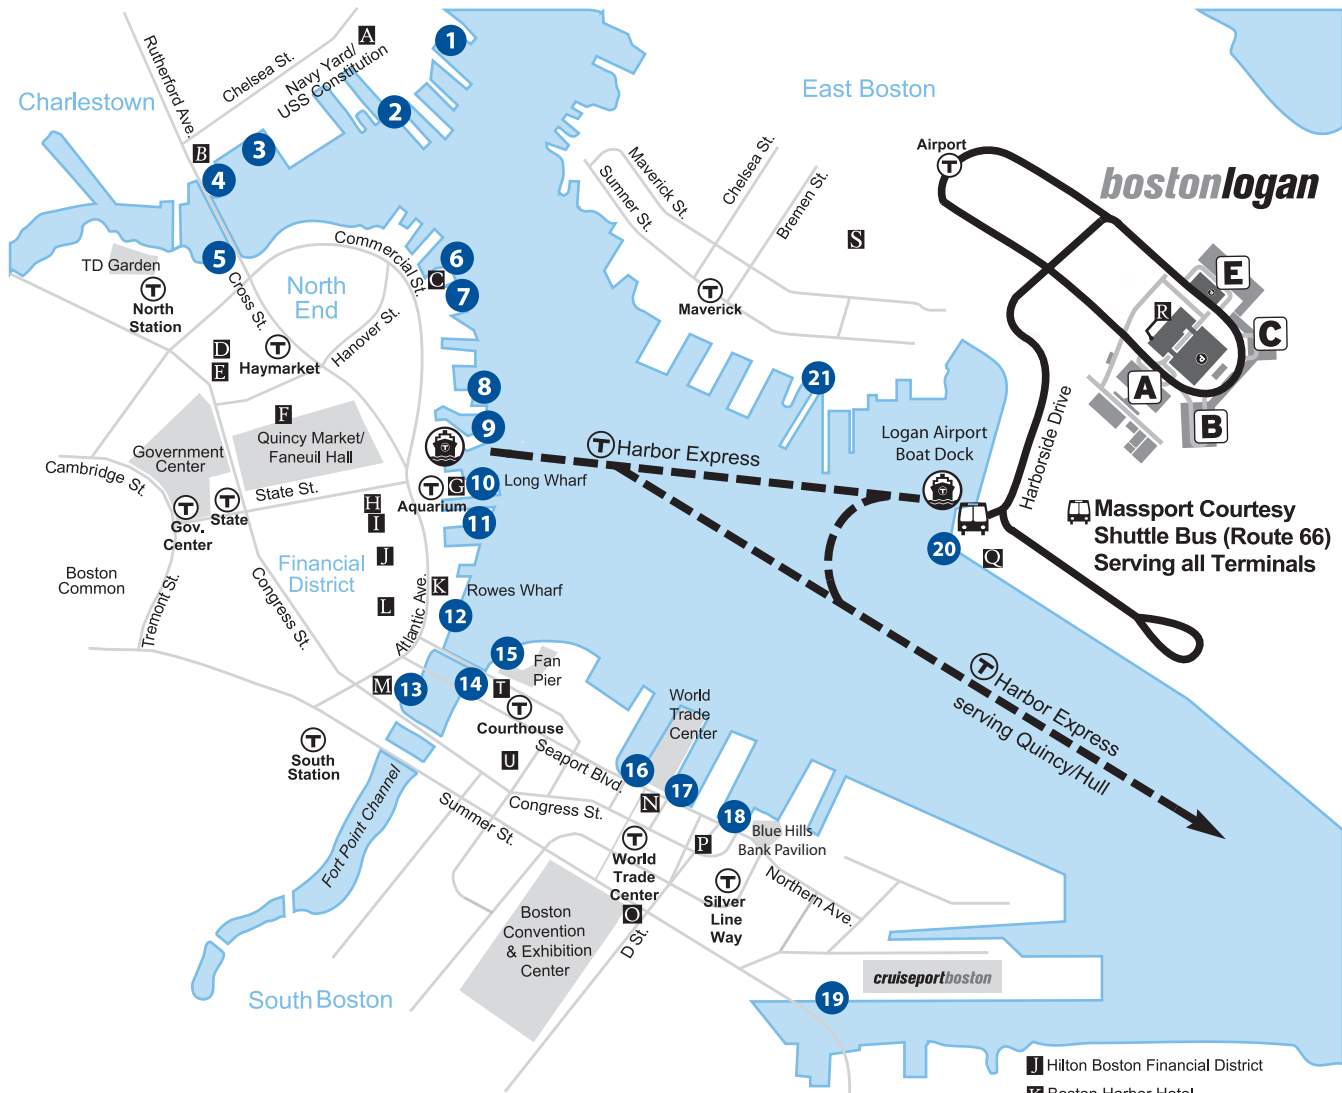 A
1
Rutherford Ave.
Chelsea St.
Navy Yard/
USS Constitution
Charlestown
2
East Boston
B
3
4
Airport
T
bostonlogan
Maverick St.
Sumner St.
Chelsea St.
Bremen St.
S
5
TD Garden
T
North
Station
Cross St.
North
End
Commercial St.
6
C
7
Hanover St.
T
Maverick
E
R
C
A
B
D
E
T
Haymarket
8
21
F
9
Quincy Market/
Faneuil Hall
Government
Center
T
Harbor Express
Logan Airport
Boat Dock
T
T
Harborside Drive
Cambridge St.
State St.
T
Gov.
Center
T
State
T
Aquarium
G
10
Long Wharf
H
I
11
Massport Courtesy
Shuttle Bus (Route 66)
Serving all Terminals
20
Q
J
Financial
District
Boston
Common
Tremont St.
Congress St.
L
K
Rowes Wharf
Atlantic Ave.
12
15
Fan
Pier
M
13
14
T
T
Courthouse
World
Trade
Center
T
Harbor Express
serving Quincy/Hull
T
South
Station
U
Seaport Blvd.
16
17
N
18
Congress St.
Summer St.
Fort Point Channel
T
World
Trade
Center
P
Blue Hills
Bank Pavilion
T
Silver
Line
Way
Northern Ave.
O
D St.
Boston
Convention
& Exhibition
Center
South Boston
cruiseportboston
19
J Hilton Boston Financial District
K Boston Harbor Hotel